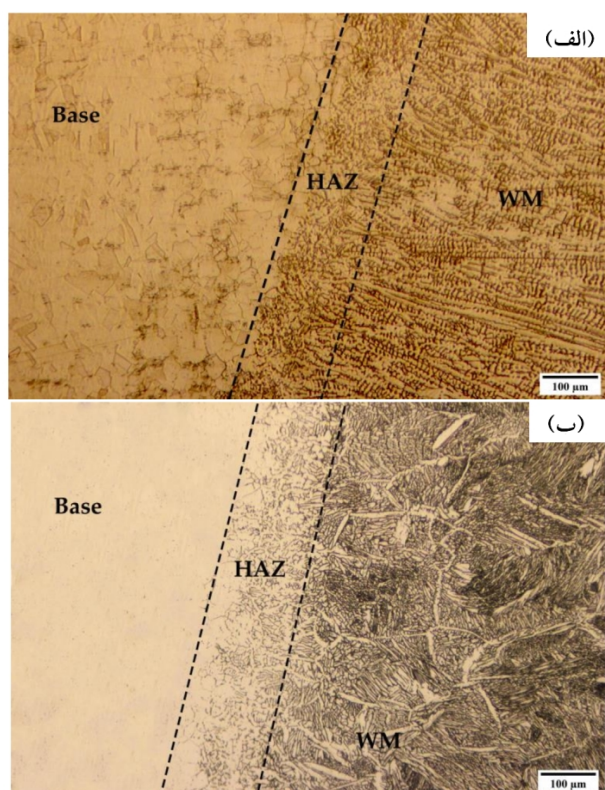 (الف)
Base
HAZ
WM
100 µm
(ب)
Base
HAZ
WM
100 µm